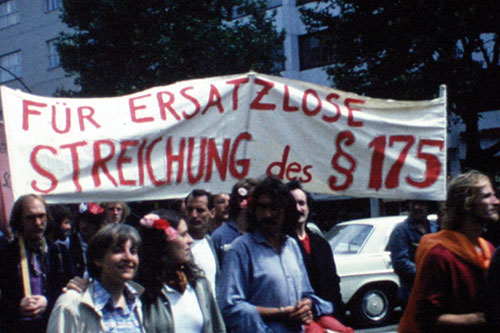 FÜR ERSATZLOSE
STREICHUNG des § 175